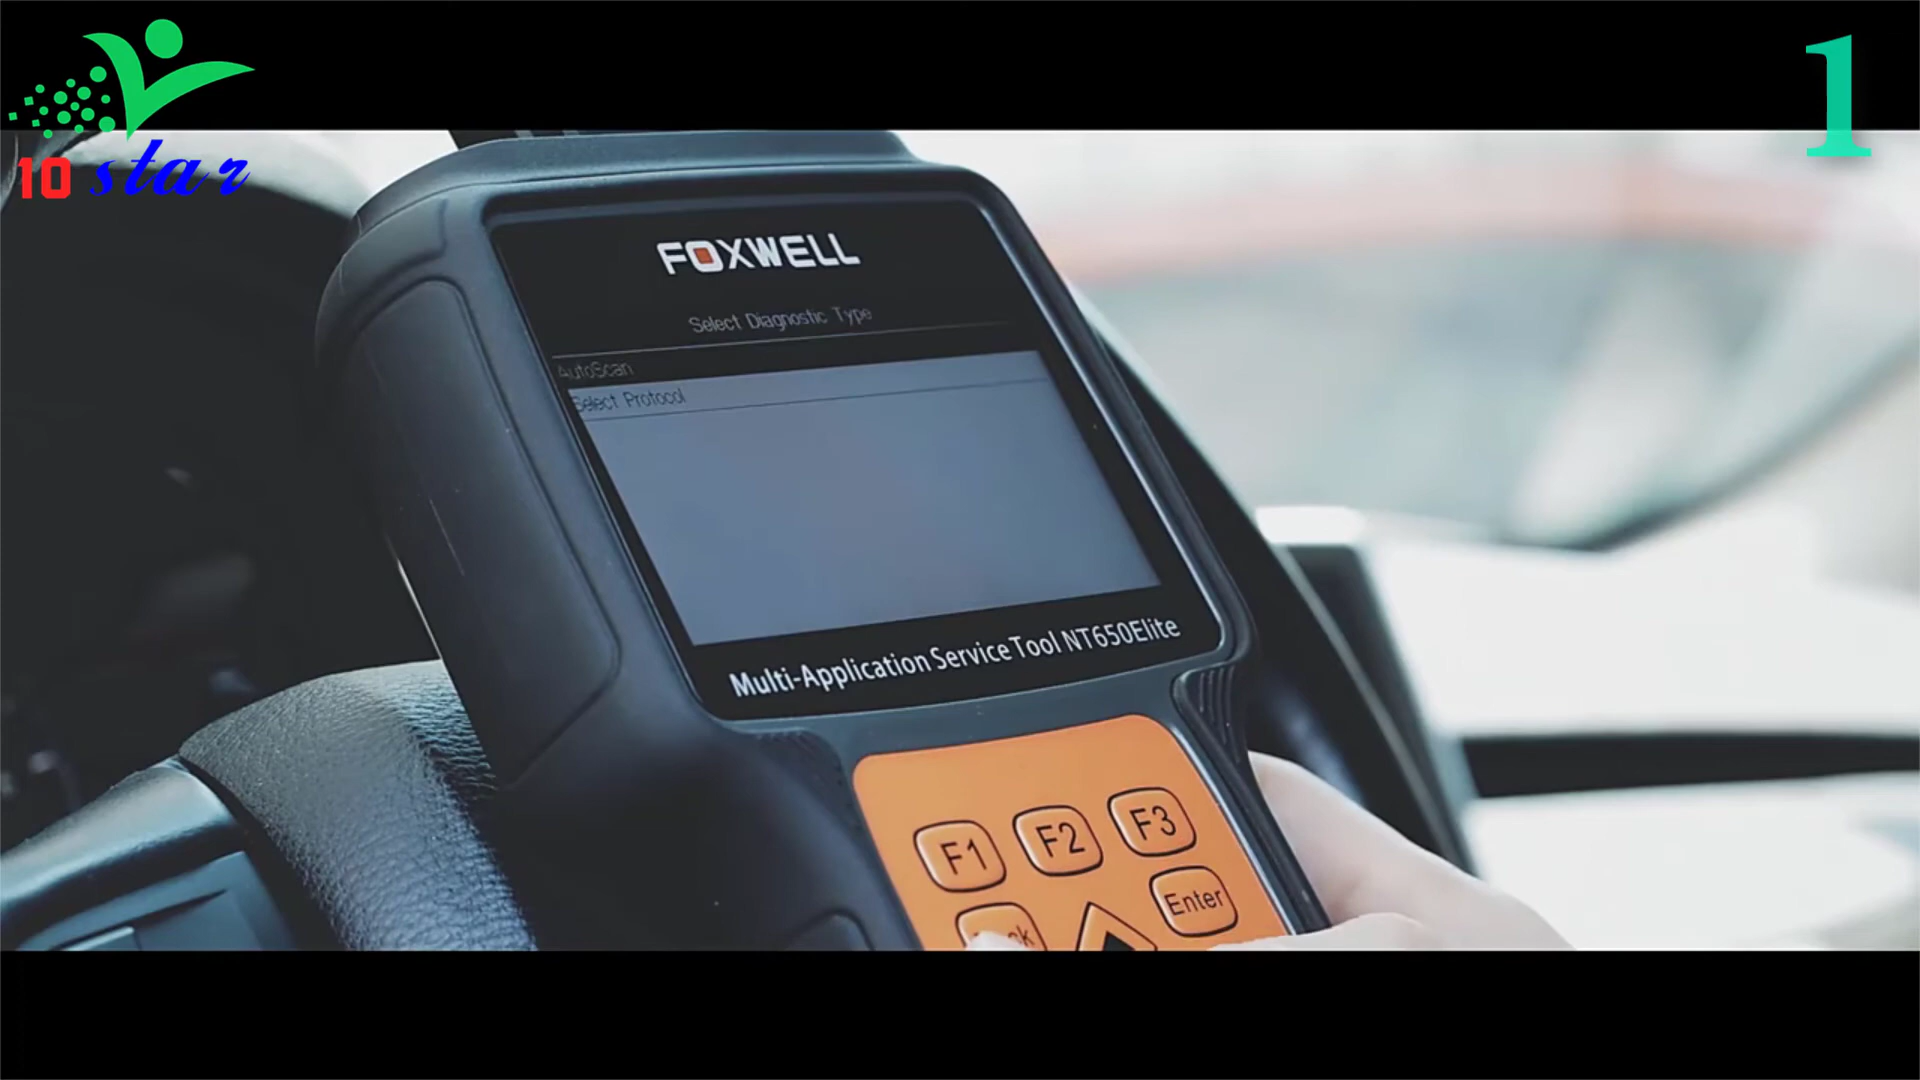 10 star
1
FOXWELL
Select Diagnostic Type
AutoScan
Select Protocol
Multi-Application Service Tool NT650Elite
F1 F2 F3
Enter